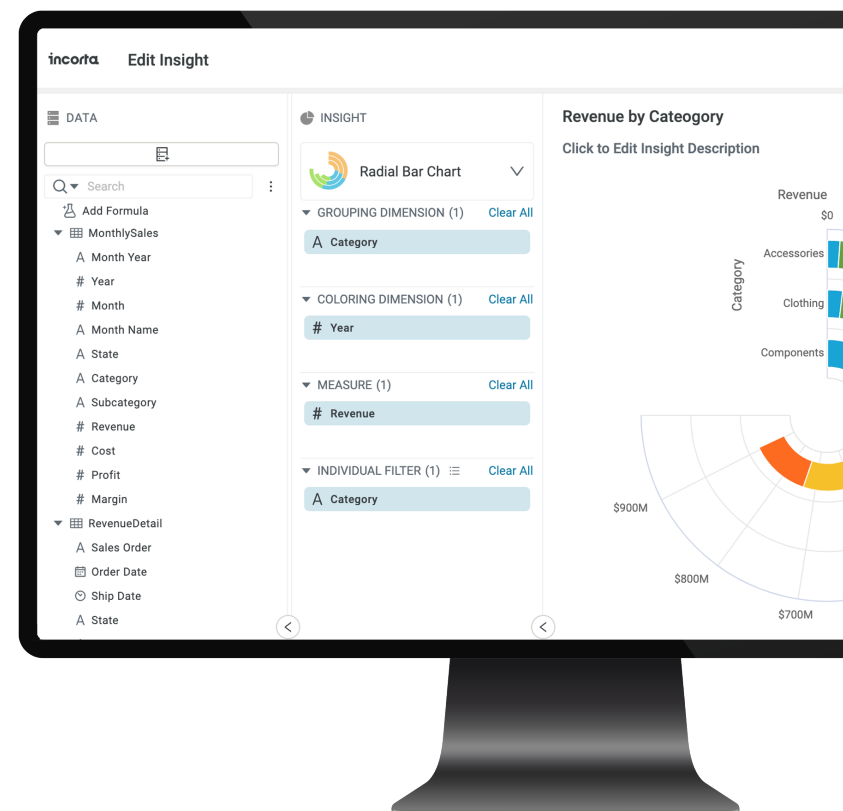 incorta Edit Insight
DATA
Search
Add Formula
MonthlySales
A Month Year
# Year
# Month
A Month Name
A State
A Category
A Subcategory
# Revenue
# Cost
# Profit
# Margin
RevenueDetail
A Sales Order
Order Date
Ship Date
A State
INSIGHT
Radial Bar Chart
GROUPING DIMENSION (1) Clear All
A Category
COLORING DIMENSION (1) Clear All
# Year
MEASURE (1) Clear All
# Revenue
INDIVIDUAL FILTER (1) Clear All
A Category
Revenue by Cateogory
Click to Edit Insight Description
Revenue
$0
Category
Accessories
Clothing
Components
$900M
$800M
$700M